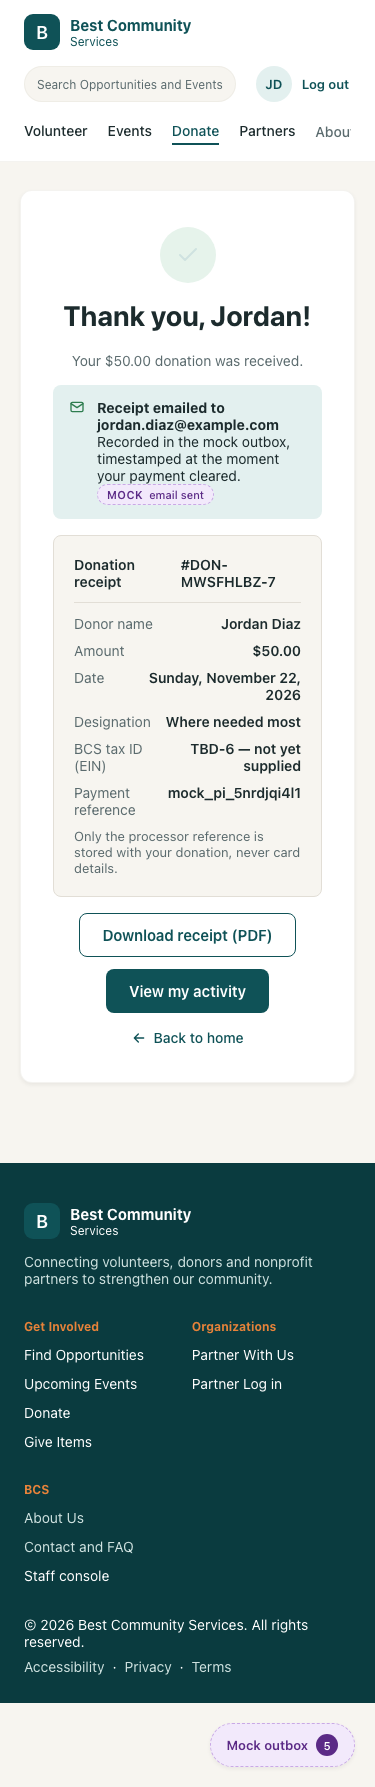 B
Best Community
Services
Search Opportunities and Events
JD
Log out
Volunteer Events Donate Partners Abou
Thank you, Jordan!
Your $50.00 donation was received.
Receipt emailed to
jordan.diaz@example.com
Recorded in the mock outbox,
timestamped at the moment
your payment cleared.
MOCK email sent
Donation
receipt
#DON-
MWSFHLBZ-7
Donor name Jordan Diaz
Amount $50.00
Date Sunday, November 22,
2026
Designation Where needed most
BCS tax ID
(EIN)
TBD-6 — not yet
supplied
Payment
reference
mock_pi_5nrdjqi4l1
Only the processor reference is
stored with your donation, never card
details.
Download receipt (PDF)
View my activity
← Back to home
B
Best Community
Services
Connecting volunteers, donors and nonprofit
partners to strengthen our community.
Get Involved
Find Opportunities
Upcoming Events
Donate
Give Items
Organizations
Partner With Us
Partner Log in
BCS
About Us
Contact and FAQ
Staff console
© 2026 Best Community Services. All rights
reserved.
Accessibility · Privacy · Terms
Mock outbox 5